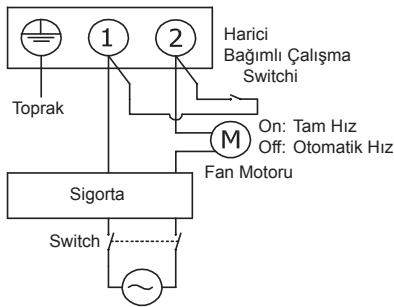 1
2
Harici
Bağımlı Çalışma
Switchi
Toprak
M
On: Tam Hız
Off: Otomatik Hız
Fan Motoru
Sigorta
Switch